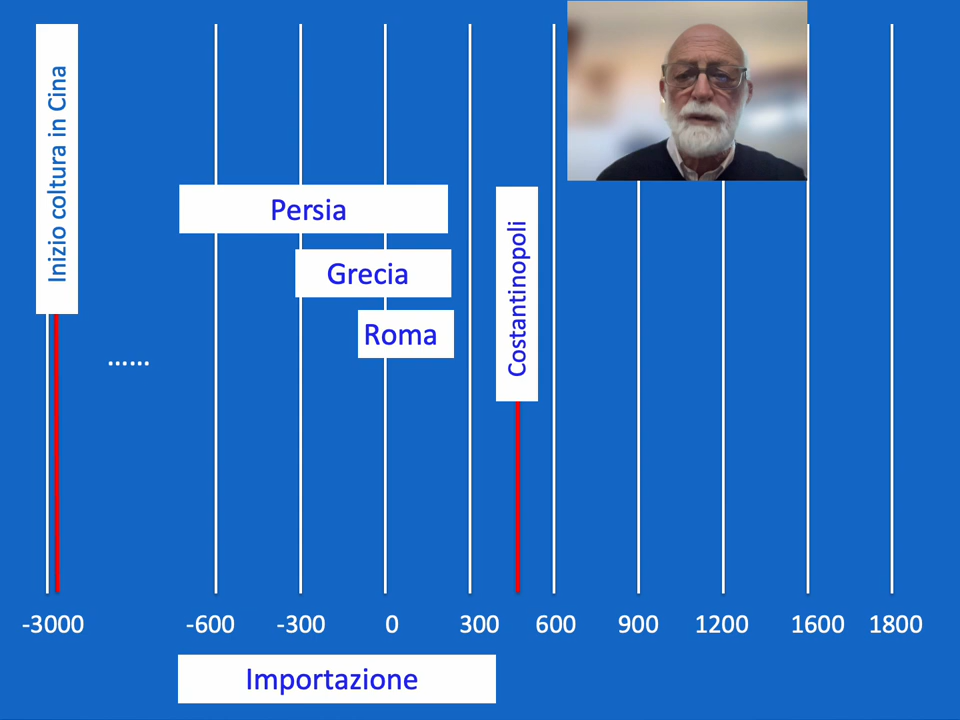 Inizio coltura in Cina
Persia
Grecia
Roma
Costantinopoli
......
-3000 -600 -300 0 300 600 900 1200 1600 1800
Importazione